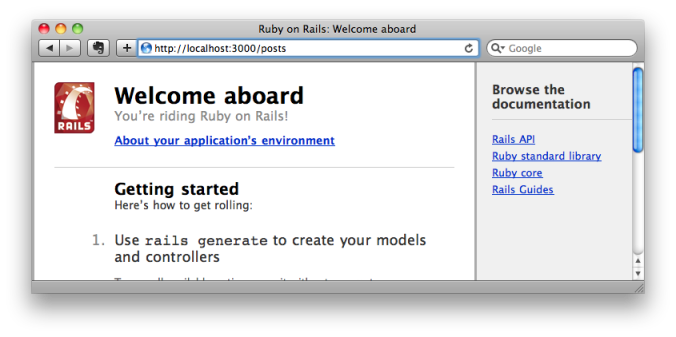 Ruby on Rails: Welcome aboard
http://localhost:3000/posts
Google
RAILS
Welcome aboard
You're riding Ruby on Rails!
About your application's environment
Getting started
Here's how to get rolling:
1. Use rails generate to create your models
and controllers
Browse the
documentation
Rails API
Ruby standard library
Ruby core
Rails Guides